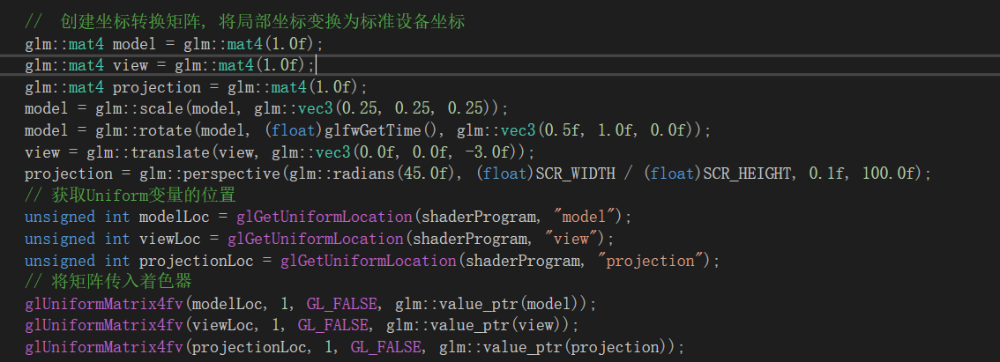 //  创建坐标转换矩阵, 将局部坐标变换为标准设备坐标
glm::mat4 model = glm::mat4(1.0f);
glm::mat4 view = glm::mat4(1.0f);
glm::mat4 projection = glm::mat4(1.0f);
model = glm::scale(model, glm::vec3(0.25, 0.25, 0.25));
model = glm::rotate(model, (float)glfwGetTime(), glm::vec3(0.5f, 1.0f, 0.0f));
view = glm::translate(view, glm::vec3(0.0f, 0.0f, -3.0f));
projection = glm::perspective(glm::radians(45.0f), (float)SCR_WIDTH / (float)SCR_HEIGHT, 0.1f, 100.0f);
// 获取Uniform变量的位置
unsigned int modelLoc = glGetUniformLocation(shaderProgram, "model");
unsigned int viewLoc = glGetUniformLocation(shaderProgram, "view");
unsigned int projectionLoc = glGetUniformLocation(shaderProgram, "projection");
// 将矩阵传入着色器
glUniformMatrix4fv(modelLoc, 1, GL_FALSE, glm::value_ptr(model));
glUniformMatrix4fv(viewLoc, 1, GL_FALSE, glm::value_ptr(view));
glUniformMatrix4fv(projectionLoc, 1, GL_FALSE, glm::value_ptr(projection));